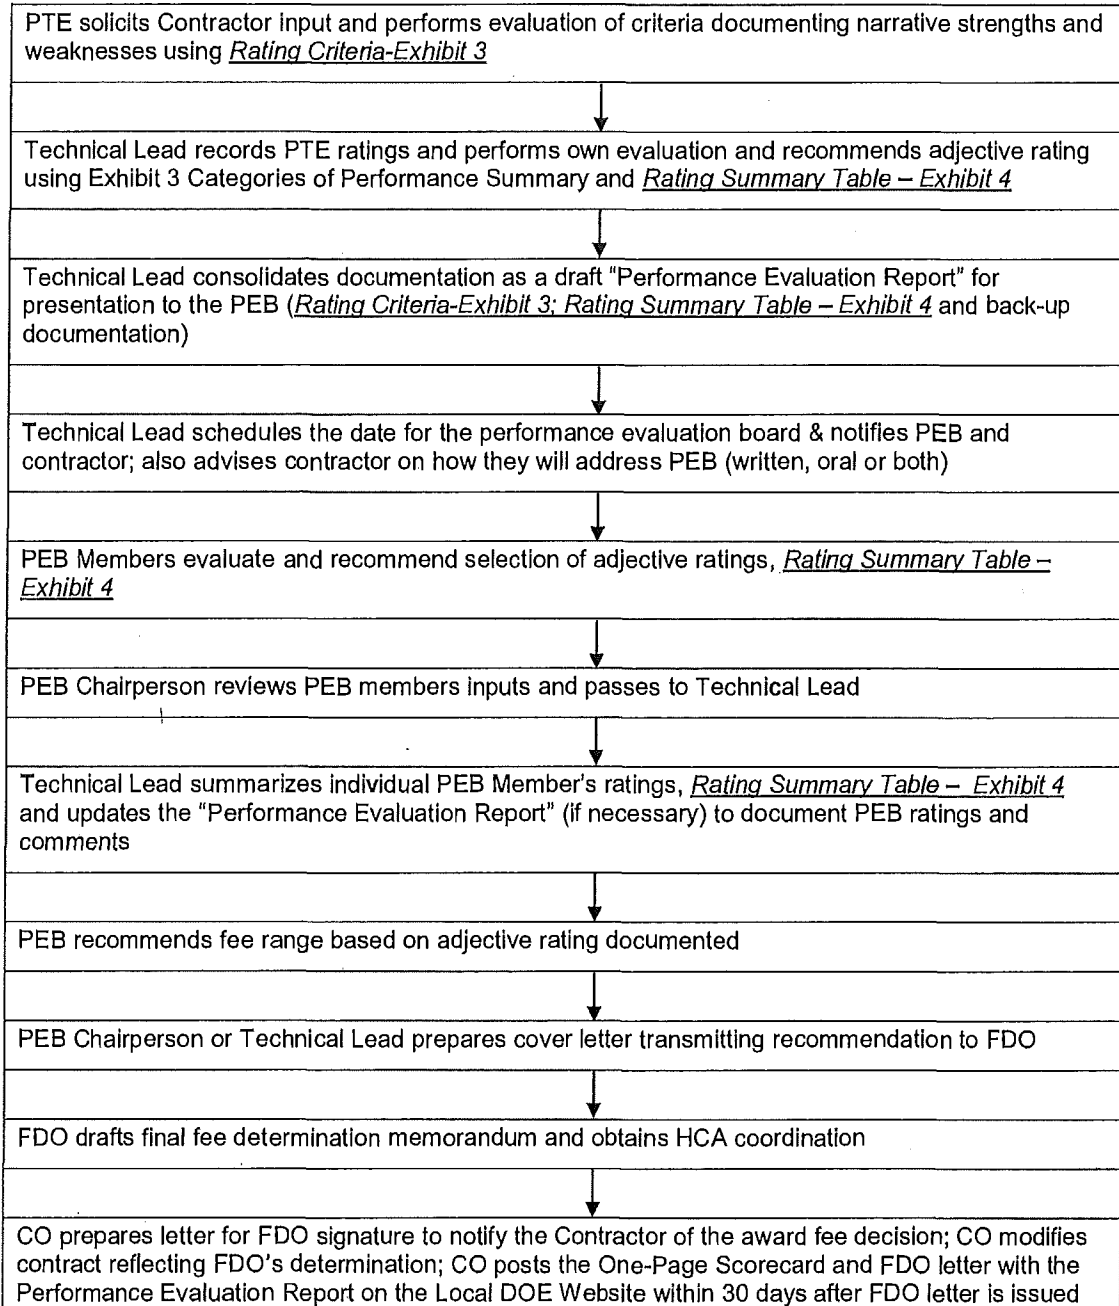 PTE solicits Contractor input and performs evaluation of criteria documenting narrative strengths and
weaknesses using Rating Criteria-Exhibit 3
Technical Lead records PTE ratings and performs own evaluation and recommends adjective rating
using Exhibit 3 Categories of Performance Summary and Rating Summary Table – Exhibit 4
Technical Lead consolidates documentation as a draft "Performance Evaluation Report" for
presentation to the PEB (Rating Criteria-Exhibit 3; Rating Summary Table – Exhibit 4 and back-up
documentation)
Technical Lead schedules the date for the performance evaluation board & notifies PEB and
contractor; also advises contractor on how they will address PEB (written, oral or both)
PEB Members evaluate and recommend selection of adjective ratings, Rating Summary Table –
Exhibit 4
PEB Chairperson reviews PEB members inputs and passes to Technical Lead
Technical Lead summarizes individual PEB Member's ratings, Rating Summary Table – Exhibit 4
and updates the "Performance Evaluation Report" (if necessary) to document PEB ratings and
comments
PEB recommends fee range based on adjective rating documented
PEB Chairperson or Technical Lead prepares cover letter transmitting recommendation to FDO
FDO drafts final fee determination memorandum and obtains HCA coordination
CO prepares letter for FDO signature to notify the Contractor of the award fee decision; CO modifies
contract reflecting FDO's determination; CO posts the One-Page Scorecard and FDO letter with the
Performance Evaluation Report on the Local DOE Website within 30 days after FDO letter is issued